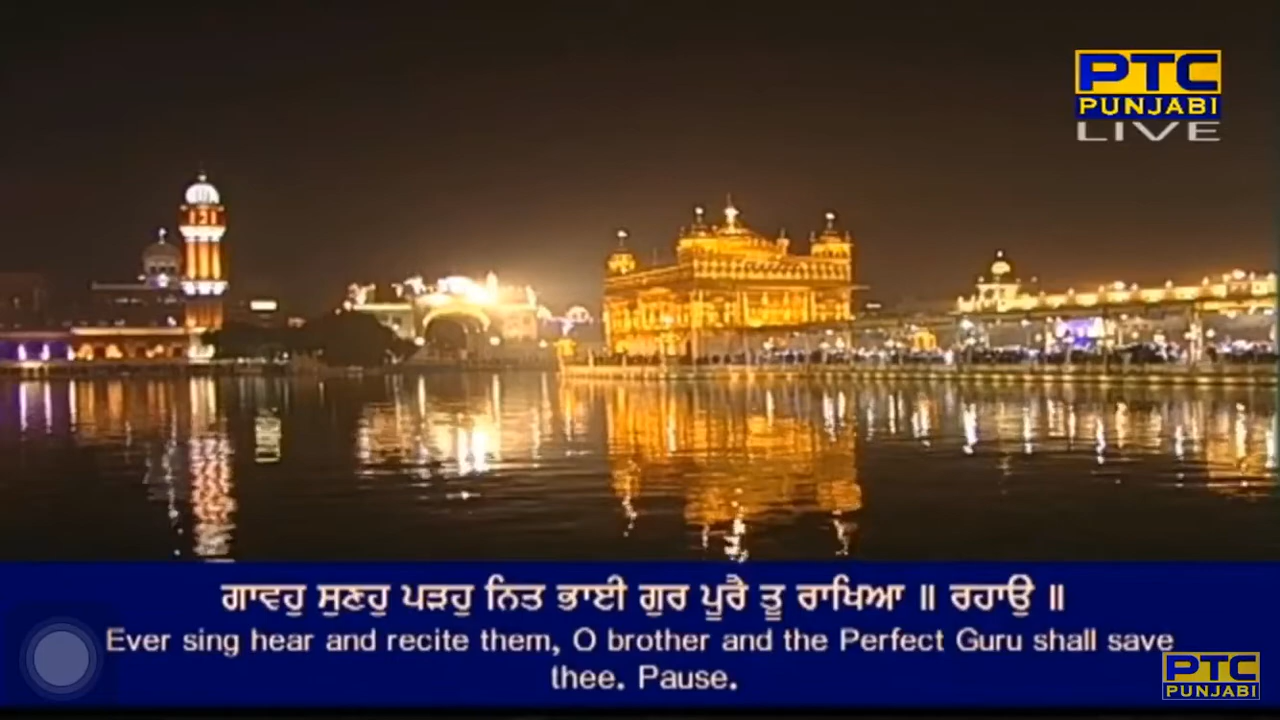 PTC
PUNJABI
LIVE
ਗਾਵਹੁ ਸੁਣਹੁ ਪੜਹੁ ਨਿਤ ਭਾਈ ਗੁਰ ਪੂਰੈ ਤੂ ਰਾਖਿਆ ॥ ਰਹਾਉ ॥
Ever sing hear and recite them, O brother and the Perfect Guru shall save
thee. Pause.
PTC
PUNJABI